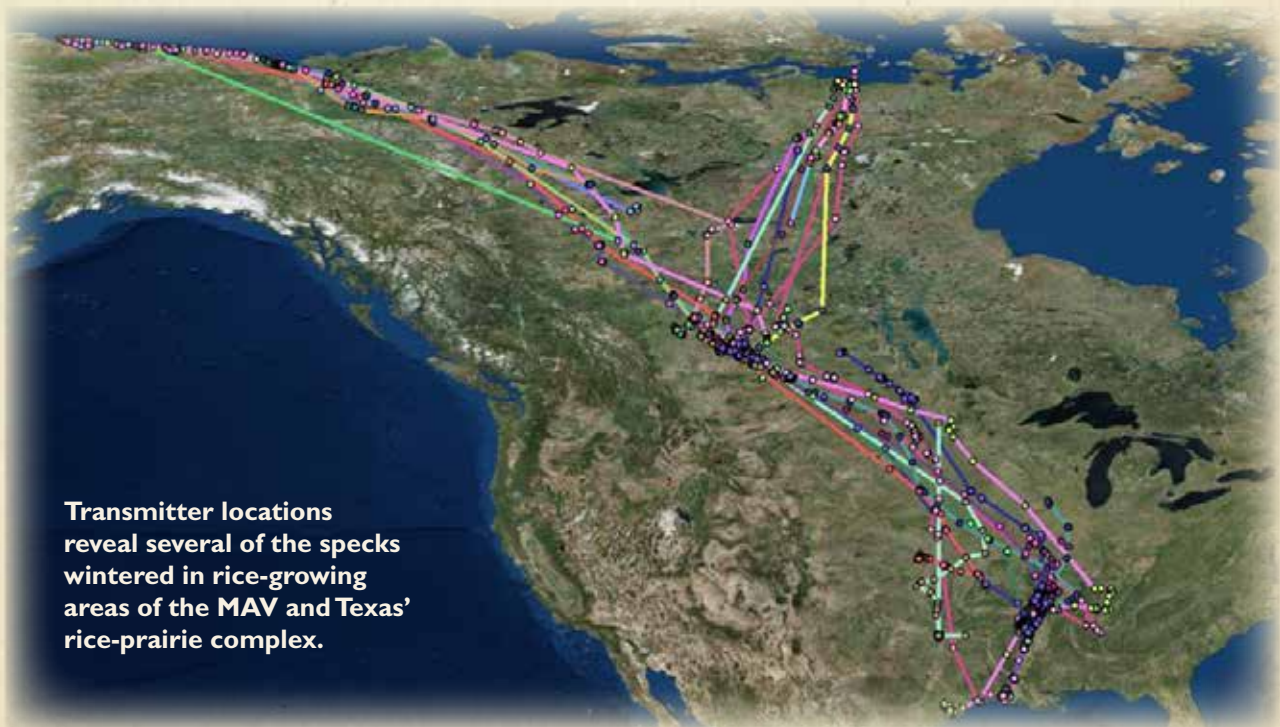 Transmitter locations
reveal several of the specks
wintered in rice-growing
areas of the MAV and Texas’
rice-prairie complex.